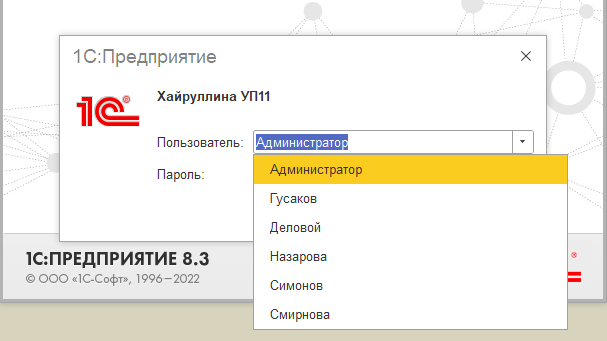 1С:Предприятие
1С®
Хайруллина УП11
Пользователь: Администратор
Пароль:
Администратор
Гусаков
Деловой
Назарова
Симонов
Смирнова
1С:ПРЕДПРИЯТИЕ 8.3
© ООО «1С-Софт», 1996–2022